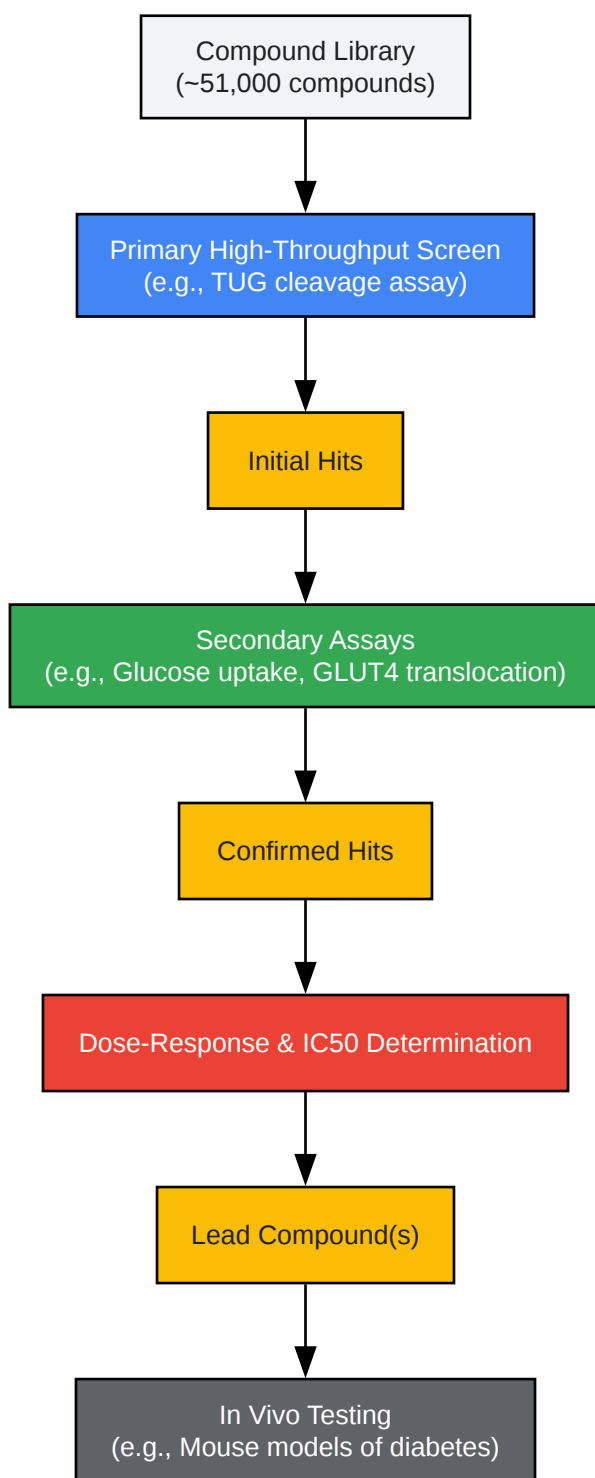 Compound Library
(~51,000 compounds)
Primary High-Throughput Screen
(e.g., TUG cleavage assay)
Initial Hits
Secondary Assays
(e.g., Glucose uptake, GLUT4 translocation)
Confirmed Hits
Dose-Response & IC50 Determination
Lead Compound(s)
In Vivo Testing
(e.g., Mouse models of diabetes)